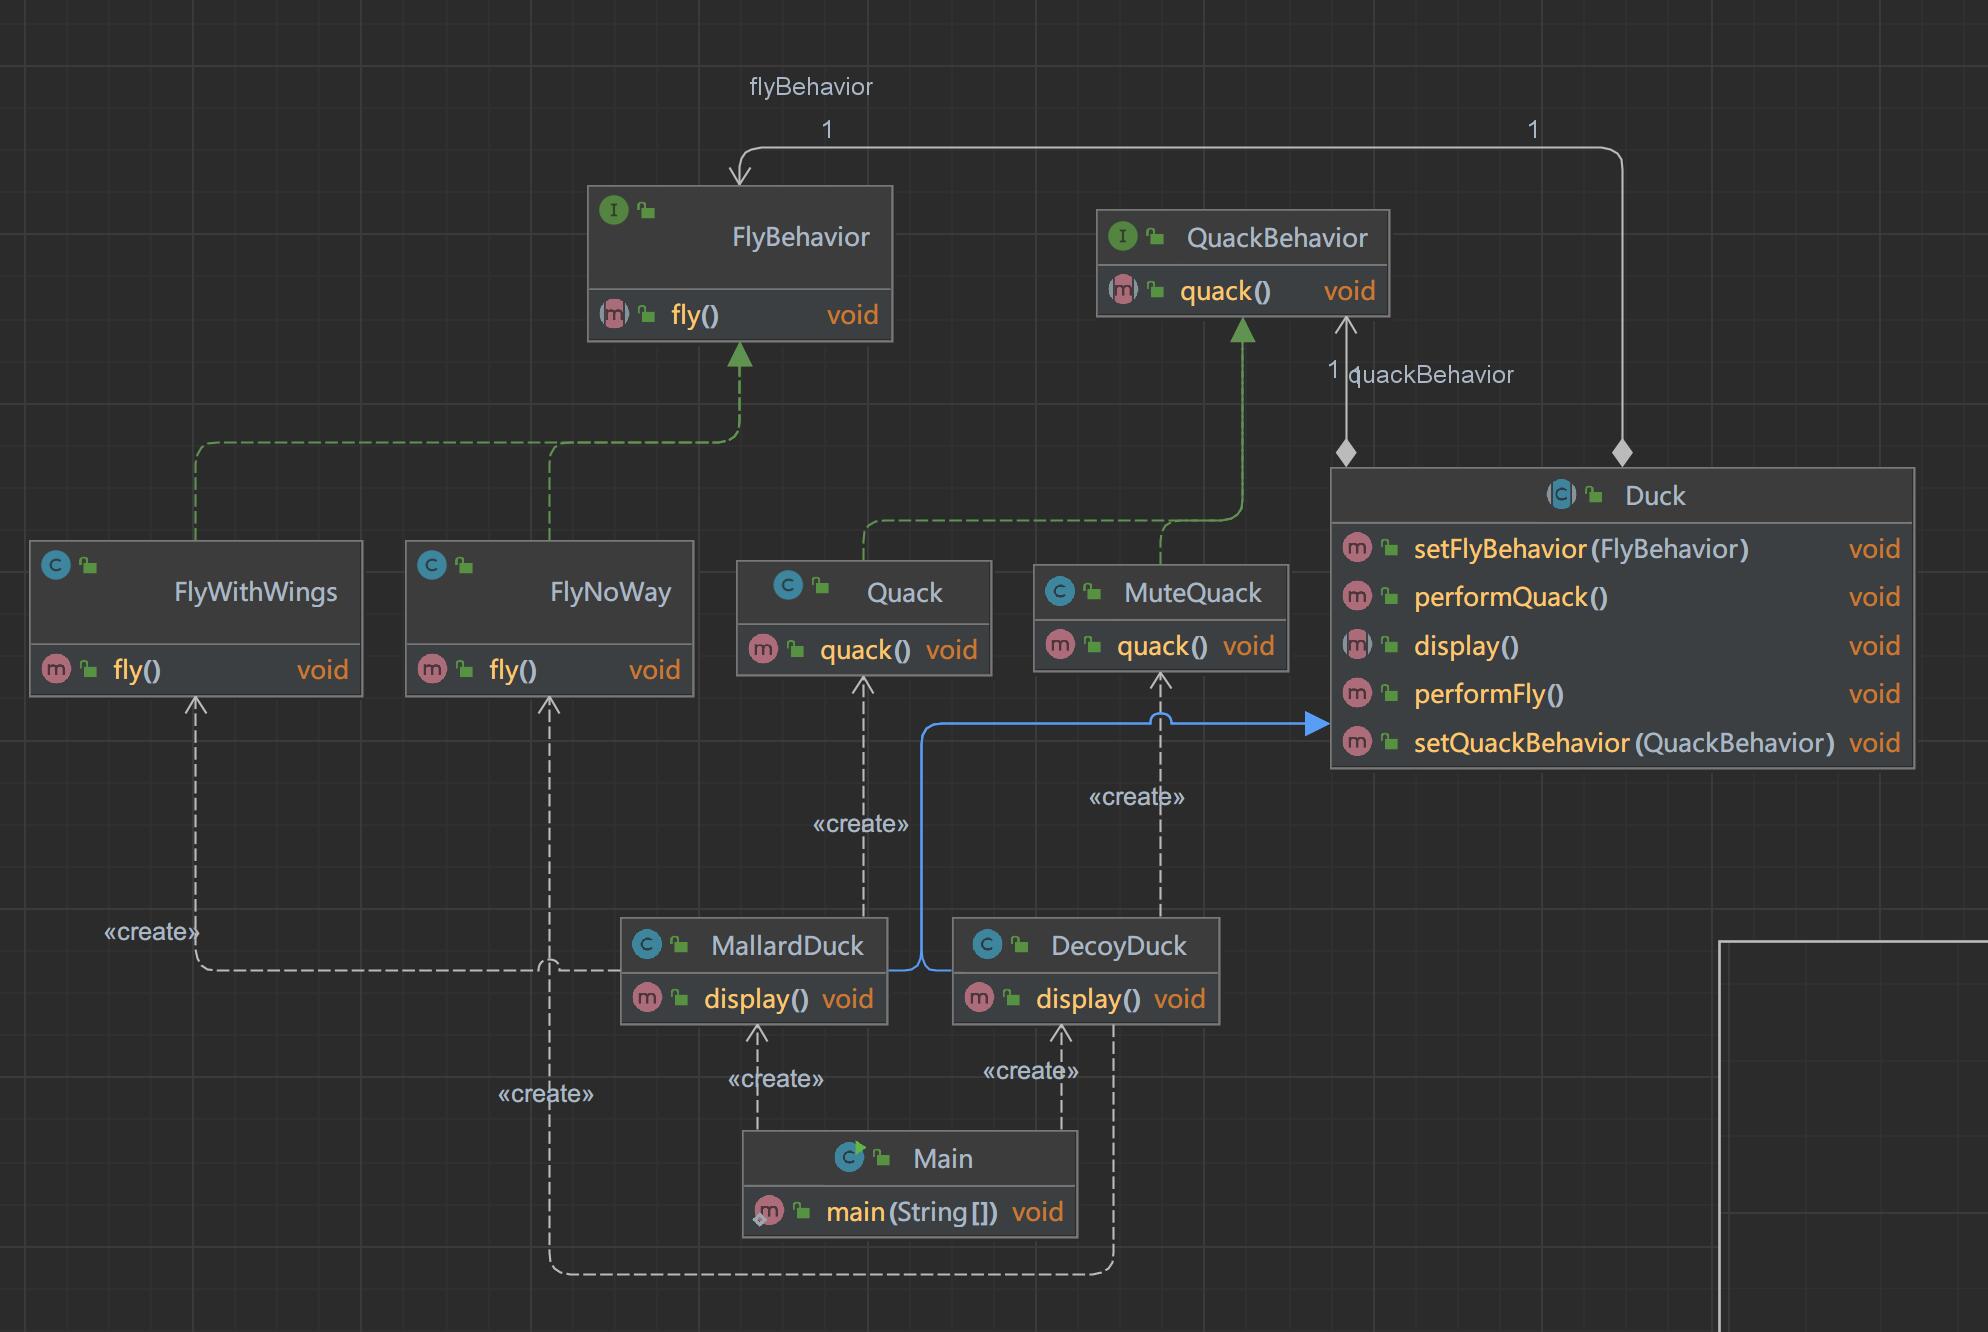 flyBehavior
1
1
FlyBehavior
fly() void
QuackBehavior
quack() void
1
1
quackBehavior
Duck
setFlyBehavior(FlyBehavior) void
performQuack() void
display() void
performFly() void
setQuackBehavior(QuackBehavior) void
FlyWithWings
fly() void
FlyNoWay
fly() void
Quack
quack() void
MuteQuack
quack() void
«create»
«create»
«create»
MallardDuck
display() void
DecoyDuck
display() void
«create»
«create»
«create»
Main
main(String[]) void